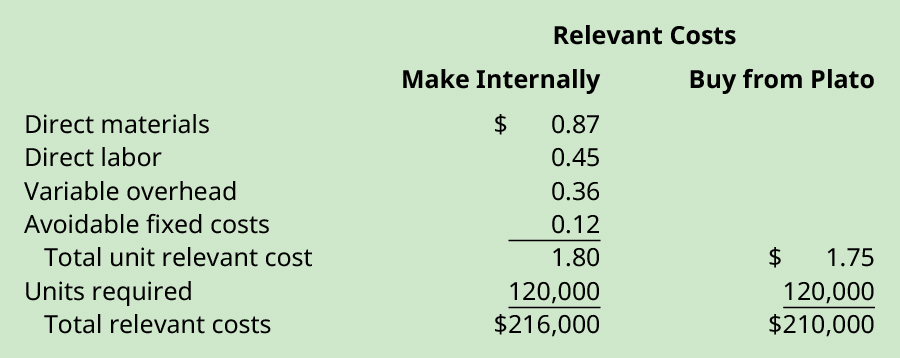 Relevant Costs
Make Internally Buy from Plato
Direct materials $ 0.87
Direct labor 0.45
Variable overhead 0.36
Avoidable fixed costs 0.12
Total unit relevant cost 1.80 $ 1.75
Units required 120,000 120,000
Total relevant costs $216,000 $210,000